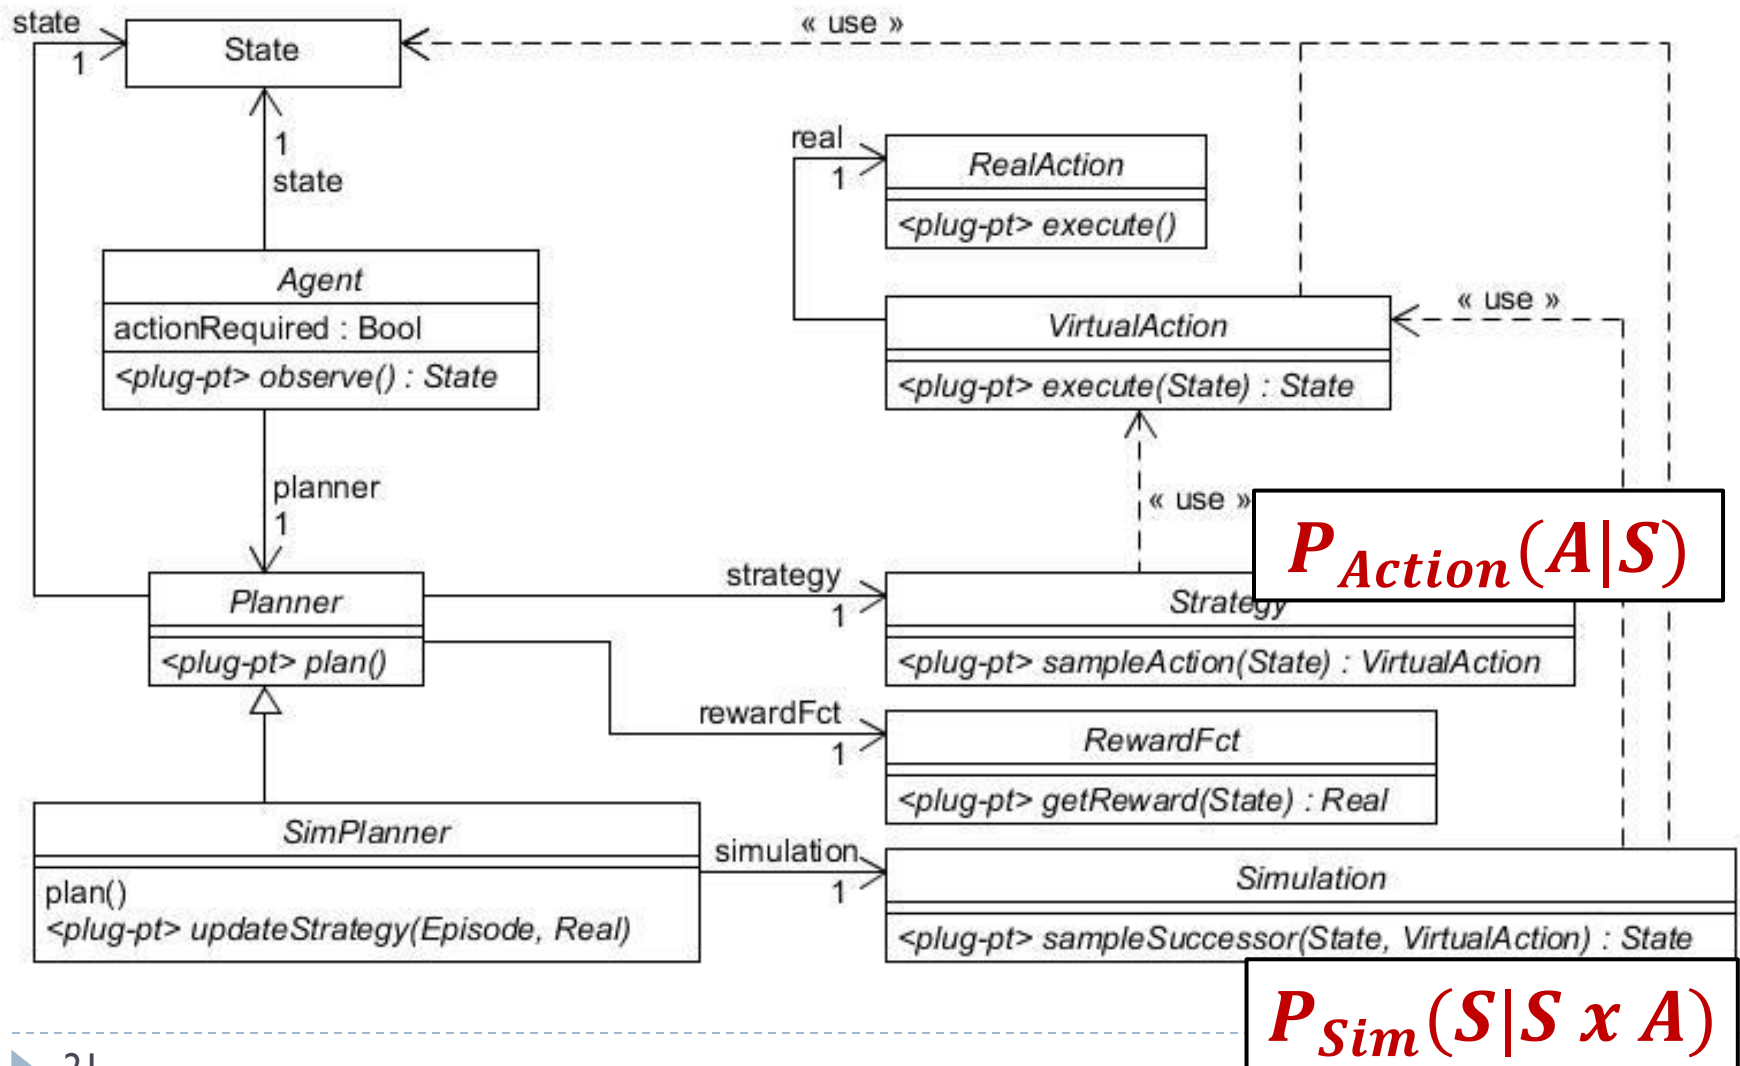 state
1
State
« use »
1
state
real
1
RealAction
<plug-pt> execute()
Agent
actionRequired : Bool
<plug-pt> observe() : State
VirtualAction
<plug-pt> execute(State) : State
« use »
planner
1
« use »
P_Action(A|S)
Planner
<plug-pt> plan()
strategy
1
Strategy
<plug-pt> sampleAction(State) : VirtualAction
rewardFct
1
RewardFct
<plug-pt> getReward(State) : Real
SimPlanner
plan()
<plug-pt> updateStrategy(Episode, Real)
simulation
1
Simulation
<plug-pt> sampleSuccessor(State, VirtualAction) : State
P_Sim(S|S x A)